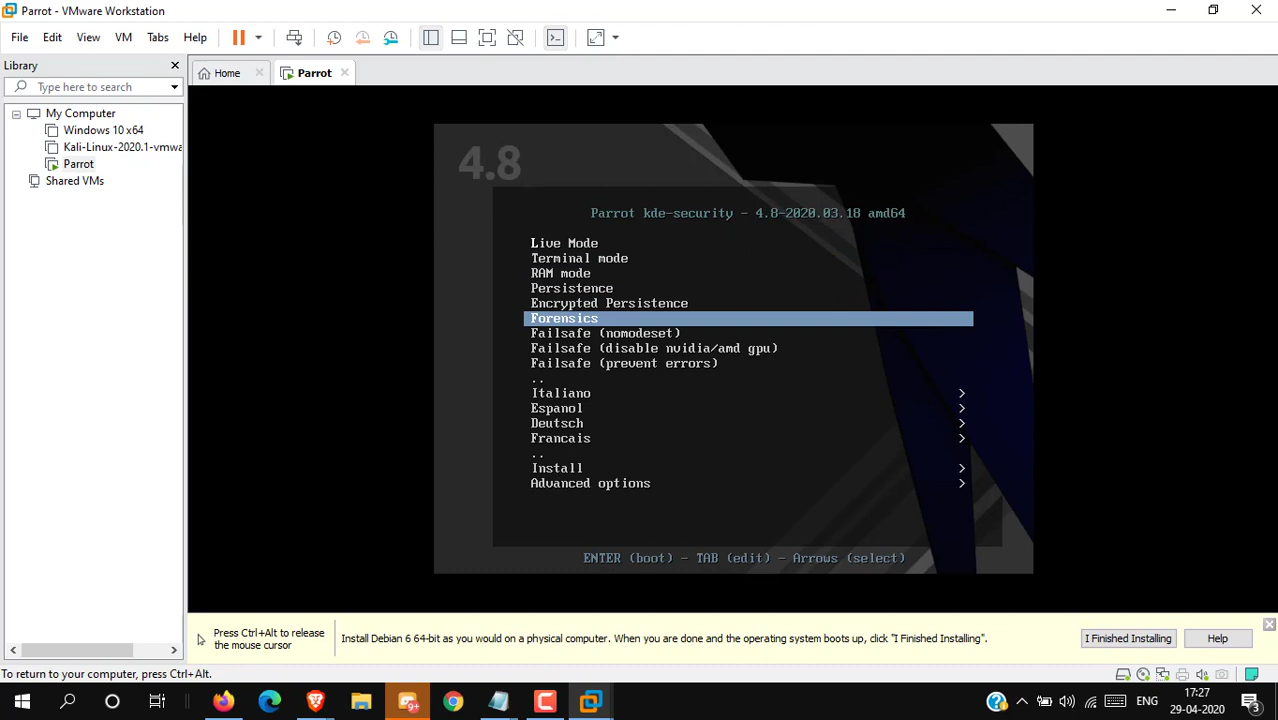 Parrot - VMware Workstation
File Edit View VM Tabs Help
Library
Type here to search
My Computer
Windows 10 x64
Kali-Linux-2020.1-vmwa
Parrot
Shared VMs
Home
Parrot
4.8
Parrot kde-security - 4.8-2020.03.18 amd64
Live Mode
Terminal mode
RAM mode
Persistence
Encrypted Persistence
Forensics
Failsafe (nomodeset)
Failsafe (disable nvidia/amd gpu)
Failsafe (prevent errors)
..
Italiano >
Espanol >
Deutsch >
Francais >
..
Install >
Advanced options >
ENTER (boot) - TAB (edit) - Arrows (select)
Press Ctrl+Alt to release
the mouse cursor
Install Debian 6 64-bit as you would on a physical computer. When you are done and the operating system boots up, click "I Finished Installing".
I Finished Installing
Help
To return to your computer, press Ctrl+Alt.
9+
ENG
17:27
29-04-2020
3